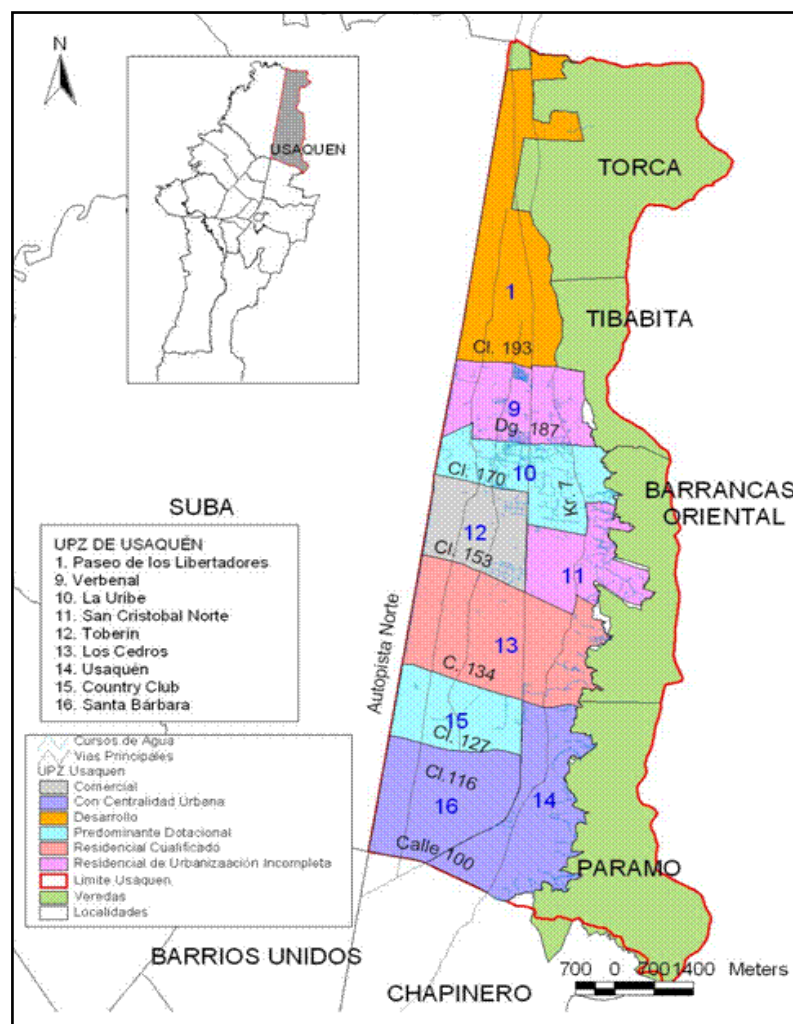 N
USAQUEN
TORCA
1
TIBABITA
Cl. 193
9
Dg. 187
Cl. 170
10
Kr. 7
BARRANCAS
ORIENTAL
SUBA
12
Cl. 153
11
UPZ DE USAQUÉN
1. Paseo de los Libertadores
9. Verbenal
10. La Uribe
11. San Cristobal Norte
12. Toberín
13. Los Cedros
14. Usaquén
15. Country Club
16. Santa Bárbara
Autopista Norte
13
C. 134
15
Cl. 127
Cl.116
16
14
Calle 100
Cursos de Agua
Vias Principales
UPZ Usaquen
Comercial
Con Centralidad Urbana
Desarrollo
Predominante Dotacional
Residencial Cualificado
Residencial de Urbanizaación Incompleta
Limite Usaquen
Veredas
Localidades
PARAMO
BARRIOS UNIDOS
CHAPINERO
700 0 700 1400 Meters